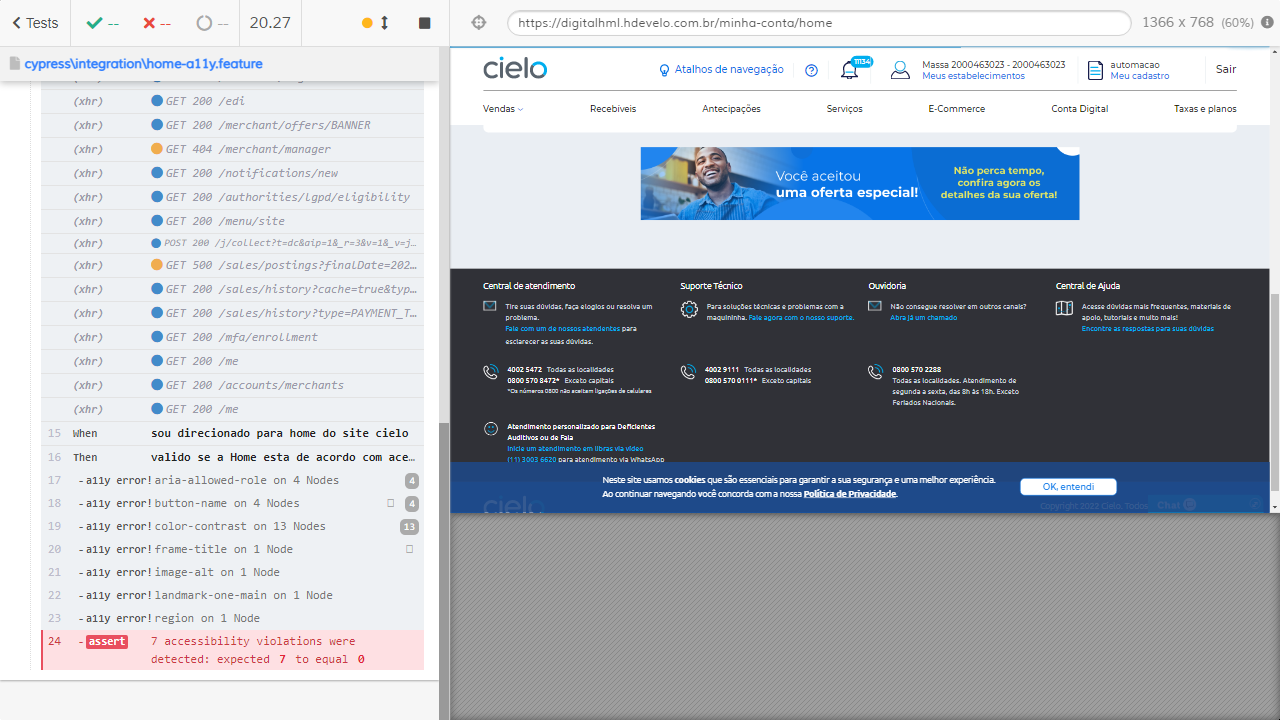 Tests
--
--
--
20.27
https://digitalhml.hdevelo.com.br/minha-conta/home
1366 x 768 (60%)
cypress\integration\home-a11y.feature
(xhr) GET 200 /edi
(xhr) GET 200 /merchant/offers/BANNER
(xhr) GET 404 /merchant/manager
(xhr) GET 200 /notifications/new
(xhr) GET 200 /authorities/lgpd/eligibility
(xhr) GET 200 /menu/site
(xhr) POST 200 /j/collect?t=dc&aip=1&_r=3&v=1&_v=j…
(xhr) GET 500 /sales/postings?finalDate=202…
(xhr) GET 200 /sales/history?cache=true&typ…
(xhr) GET 200 /sales/history?type=PAYMENT_T…
(xhr) GET 200 /mfa/enrollment
(xhr) GET 200 /me
(xhr) GET 200 /accounts/merchants
(xhr) GET 200 /me
15 When sou direcionado para home do site cielo
16 Then valido se a Home esta de acordo com ace…
17 -a11y error! aria-allowed-role on 4 Nodes 4
18 -a11y error! button-name on 4 Nodes 4
19 -a11y error! color-contrast on 13 Nodes 13
20 -a11y error! frame-title on 1 Node
21 -a11y error! image-alt on 1 Node
22 -a11y error! landmark-one-main on 1 Node
23 -a11y error! region on 1 Node
24 -assert 7 accessibility violations were
detected: expected 7 to equal 0
cielo
Atalhos de navegação
11134
Massa 2000463023 - 2000463023
Meus estabelecimentos
automacao
Meu cadastro
Sair
Vendas Recebíveis Antecipações Serviços E-Commerce Conta Digital Taxas e planos
Você aceitou
uma oferta especial!
Não perca tempo,
confira agora os
detalhes da sua oferta!
Central de atendimento
Tire suas dúvidas, faça elogios ou resolva um
problema.
Fale com um de nossos atendentes para
esclarecer as suas dúvidas.
4002 5472 Todas as localidades
0800 570 8472* Exceto capitais
*Os números 0800 não aceitam ligações de celulares
Atendimento personalizado para Deficientes
Auditivos ou de Fala
Inicie um atendimento em libras via vídeo
(11) 3003 6620 para atendimento via WhatsApp
Suporte Técnico
Para soluções técnicas e problemas com a
maquininha. Fale agora com o nosso suporte.
4002 9111 Todas as localidades
0800 570 0111* Exceto capitais
Ouvidoria
Não consegue resolver em outros canais?
Abra já um chamado
0800 570 2288
Todas as localidades. Atendimento de
segunda a sexta, das 8h às 18h. Exceto
Feriados Nacionais.
Central de Ajuda
Acesse dúvidas mais frequentes, materiais de
apoio, tutoriais e muito mais!
Encontre as respostas para suas dúvidas
Neste site usamos cookies que são essenciais para garantir a sua segurança e uma melhor experiência.
Ao continuar navegando você concorda com a nossa Política de Privacidade.
OK, entendi
cielo
Copyright 2022 Cielo. Todos
Chat